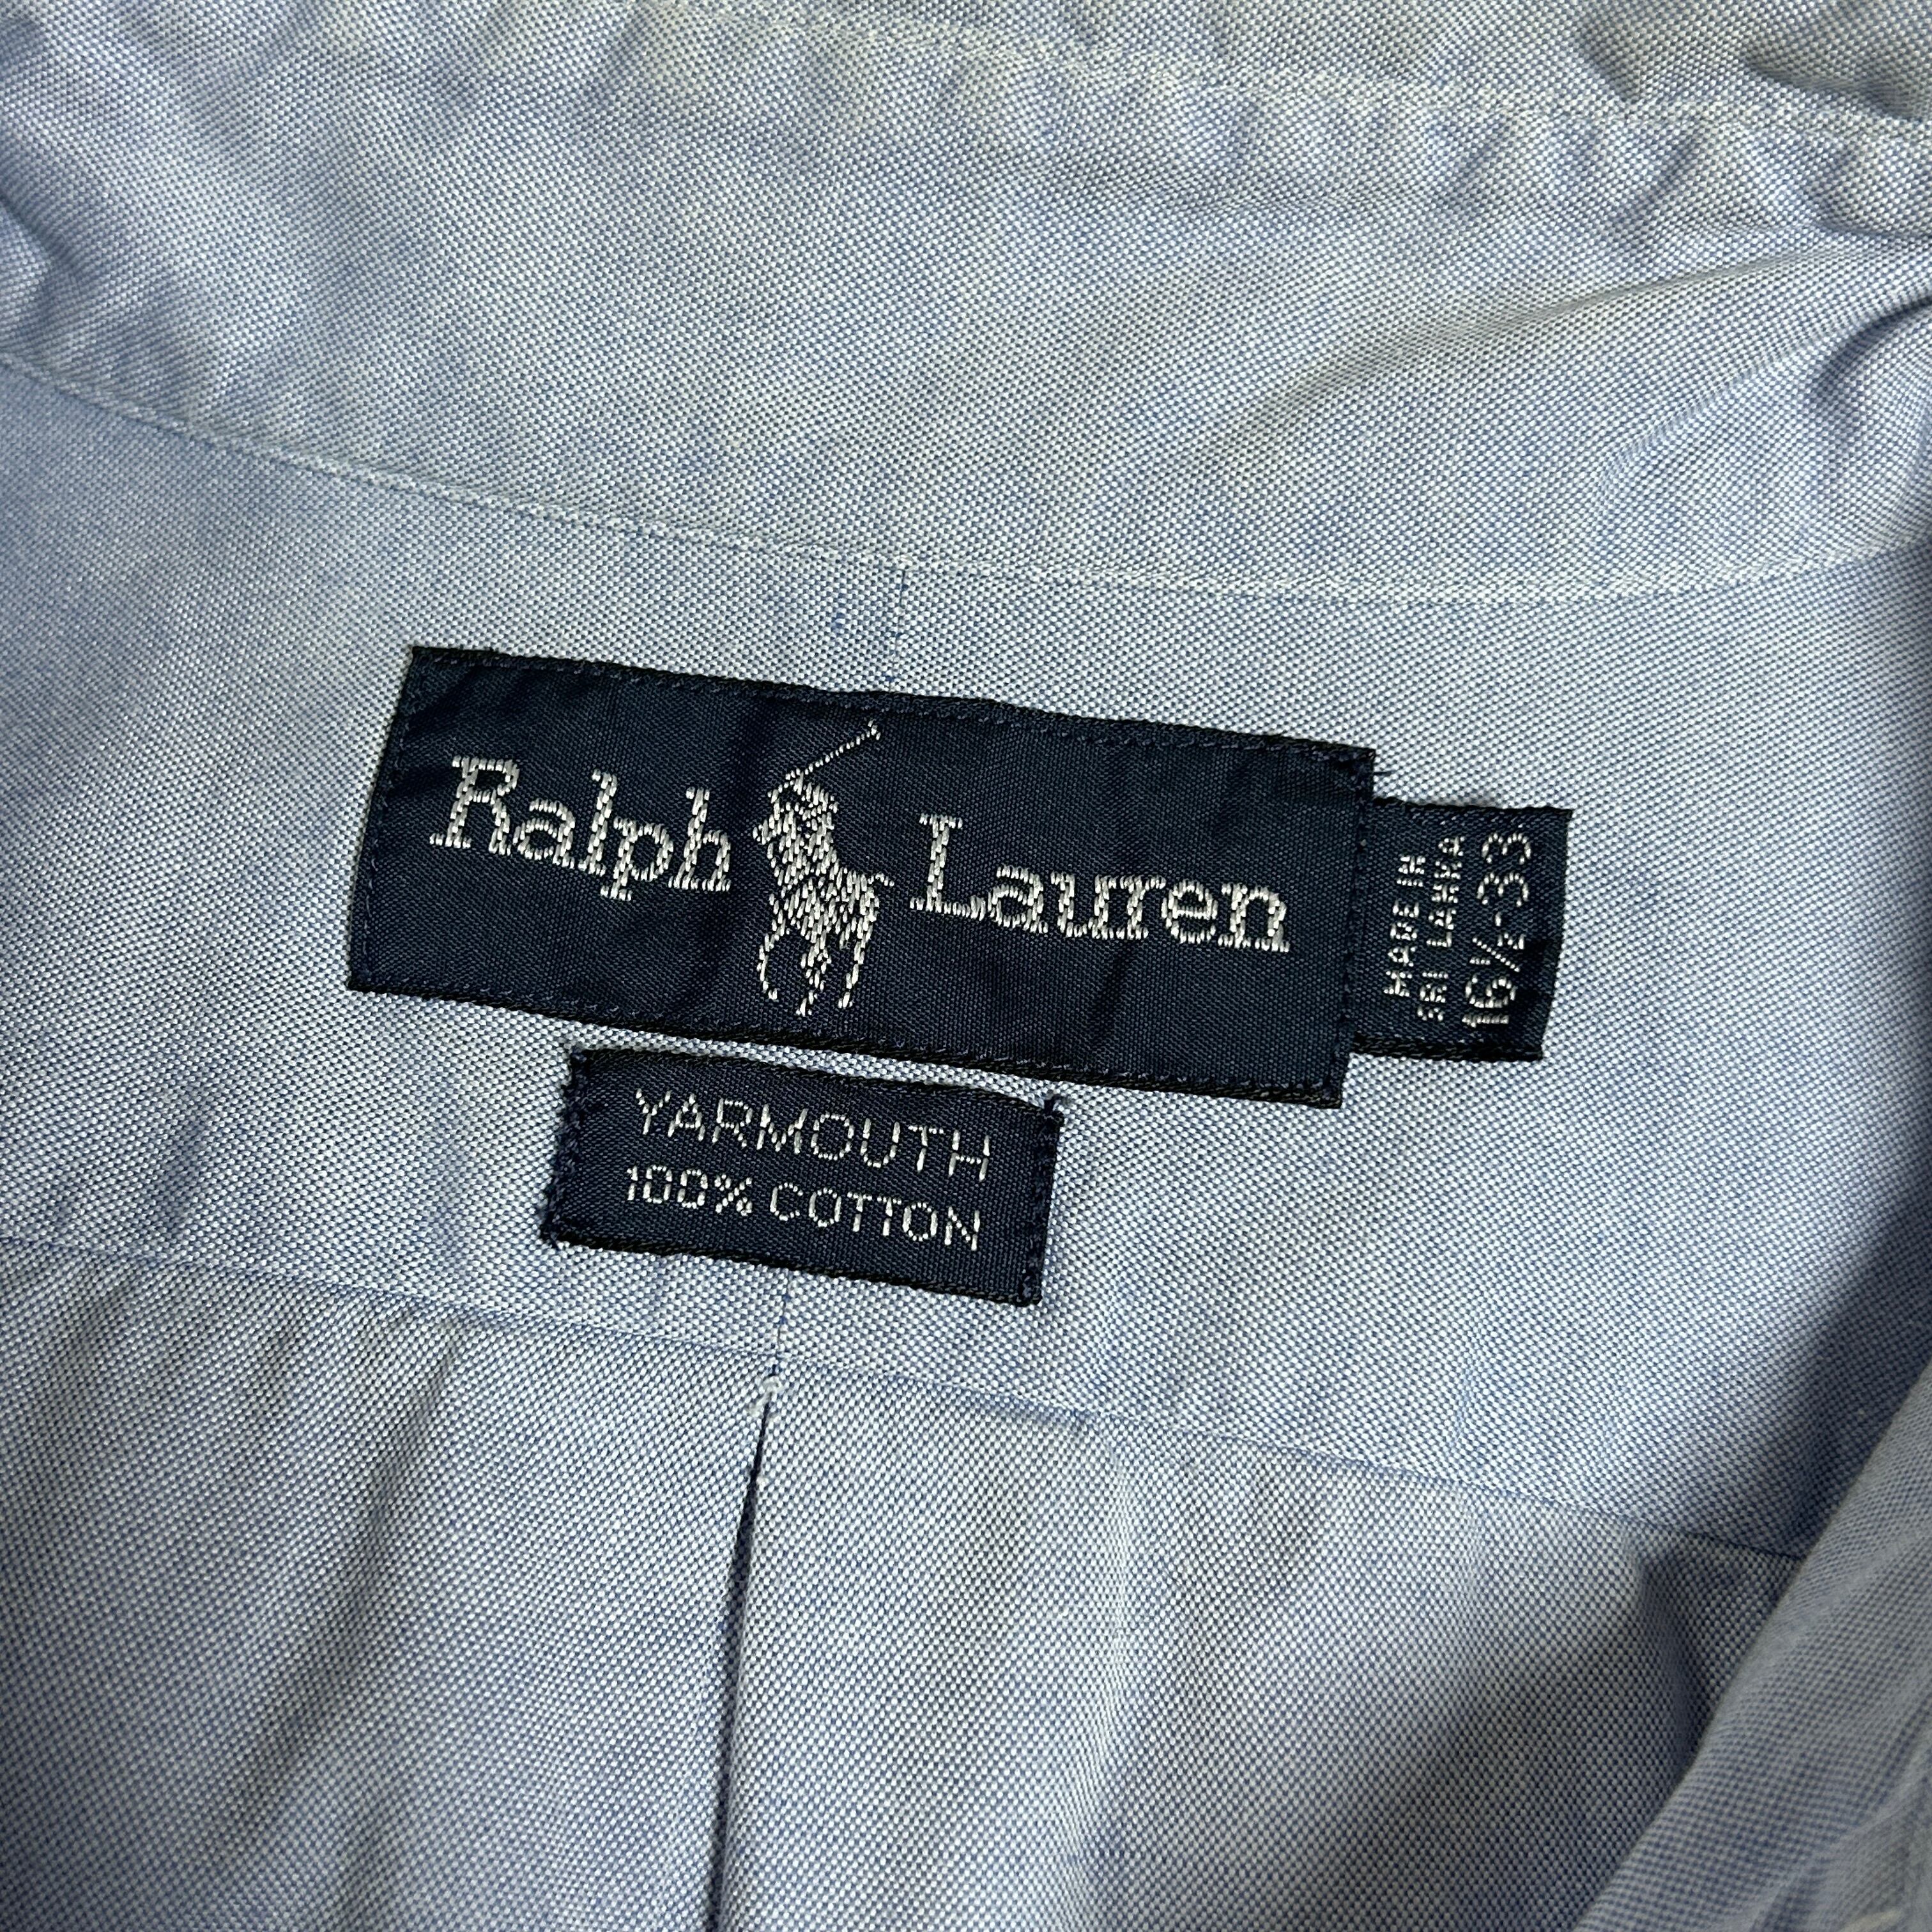 Ralph Lauren
MADE IN
SRI LANKA
16½-33
YARMOUTH
100% COTTON